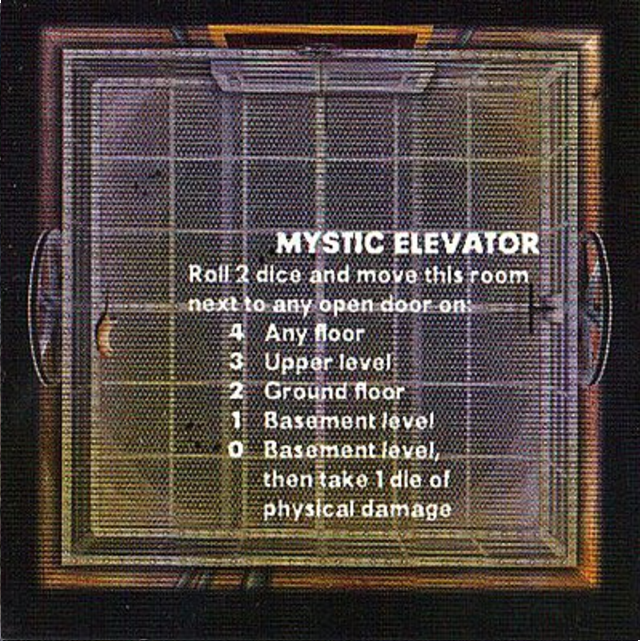 MYSTIC ELEVATOR
Roll 2 dice and move this room
next to any open door on:
4 Any floor
3 Upper level
2 Ground floor
1 Basement level
0 Basement level,
then take 1 die of
physical damage